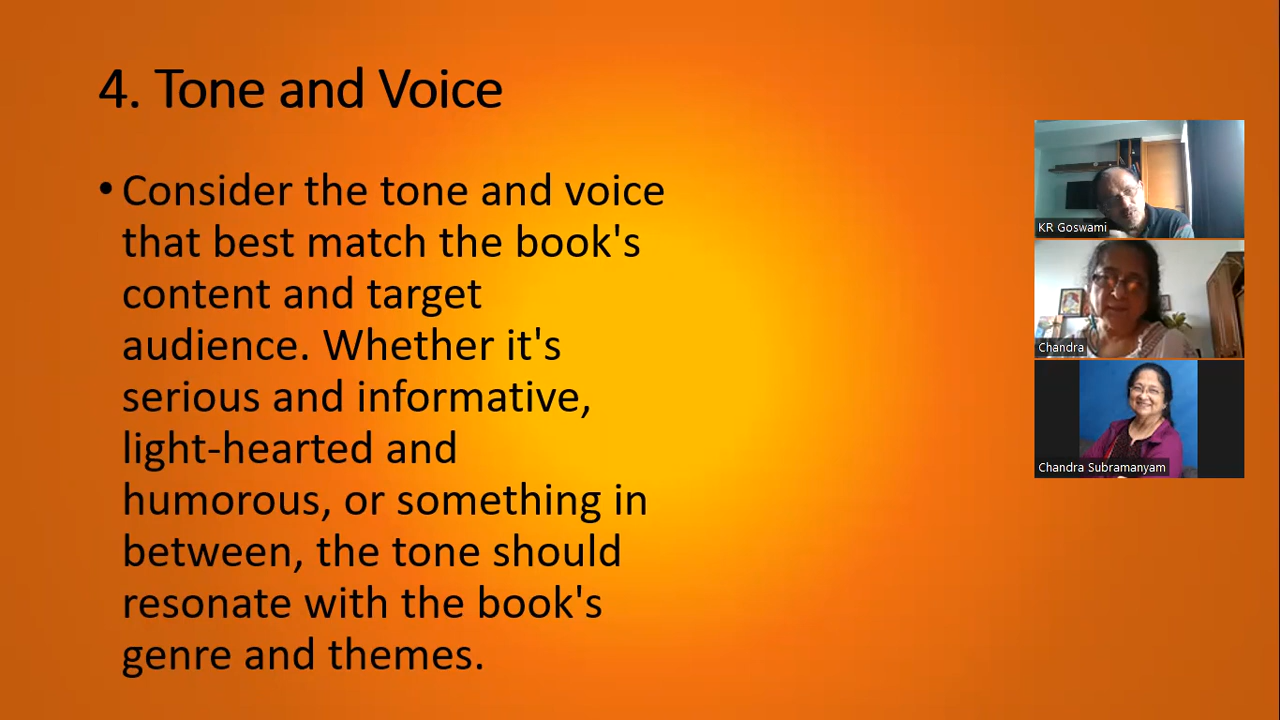 4. Tone and Voice
• Consider the tone and voice
that best match the book's
content and target
audience. Whether it's
serious and informative,
light-hearted and
humorous, or something in
between, the tone should
resonate with the book's
genre and themes.
KR Goswami
Chandra
Chandra Subramanyam